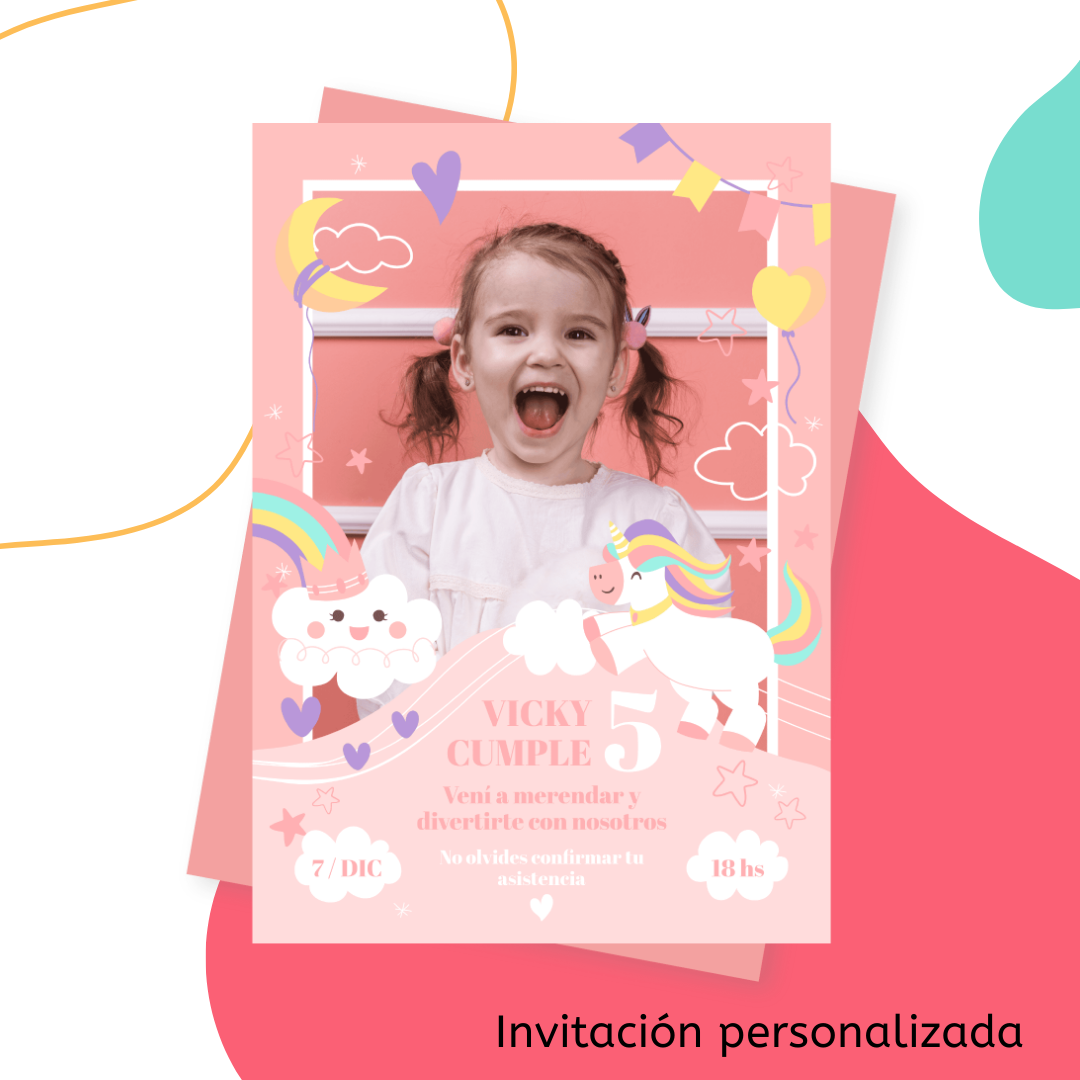 VICKY
CUMPLE 5
Vení a merendar y
divertirte con nosotros
No olvides confirmar tu
asistencia
7 / DIC
18 hs
Invitación personalizada